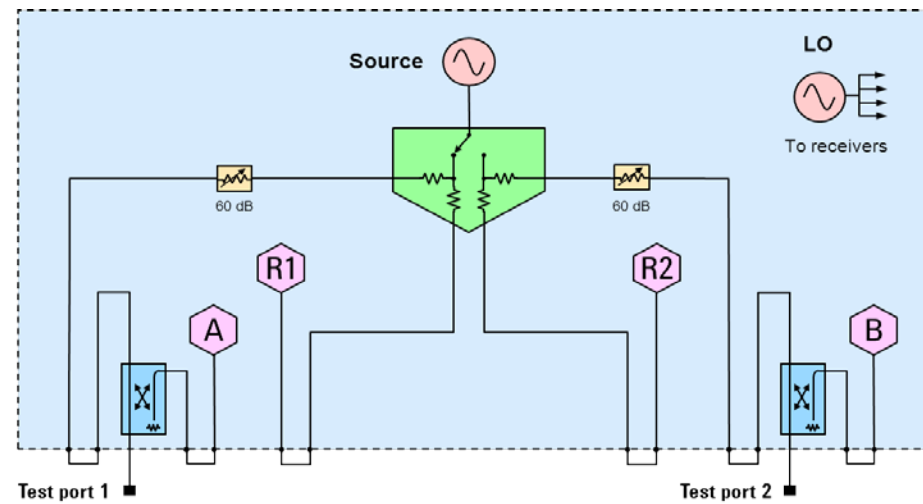 Source
LO
To receivers
60 dB
60 dB
R1
R2
A
B
Test port 1
Test port 2